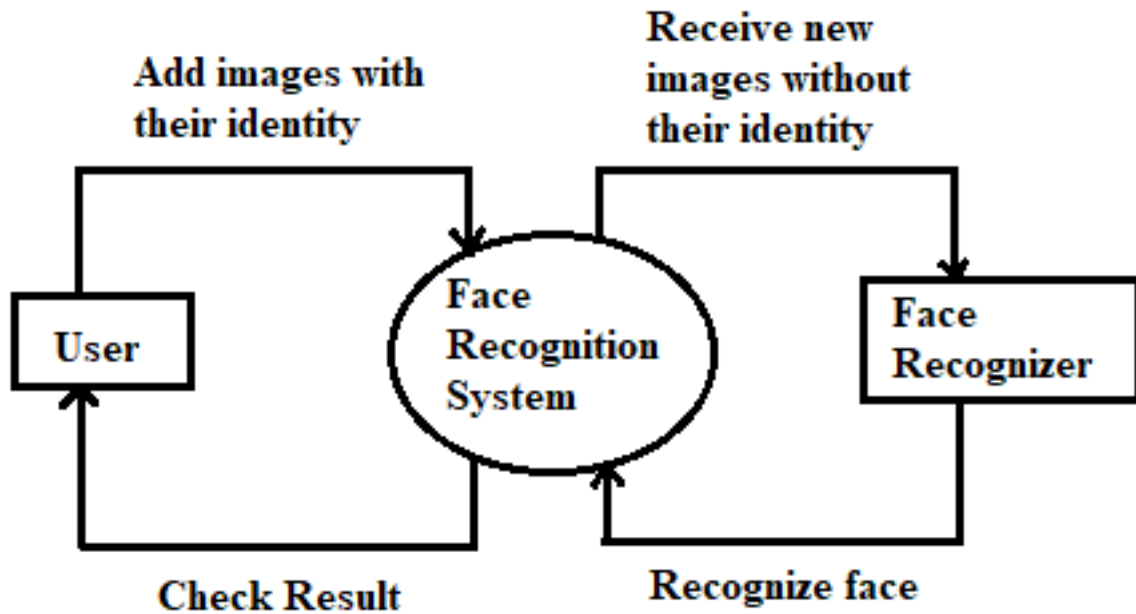 Add images with
their identity
Receive new
images without
their identity
User
Face
Recognition
System
Face
Recognizer
Check Result
Recognize face